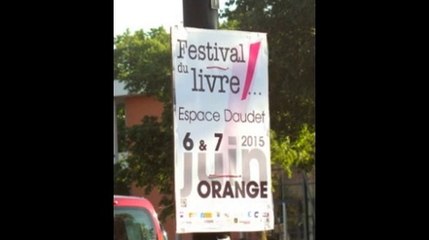 Festival
du
livre!...
Espace Daudet
6 & 7 2015
juin
ORANGE